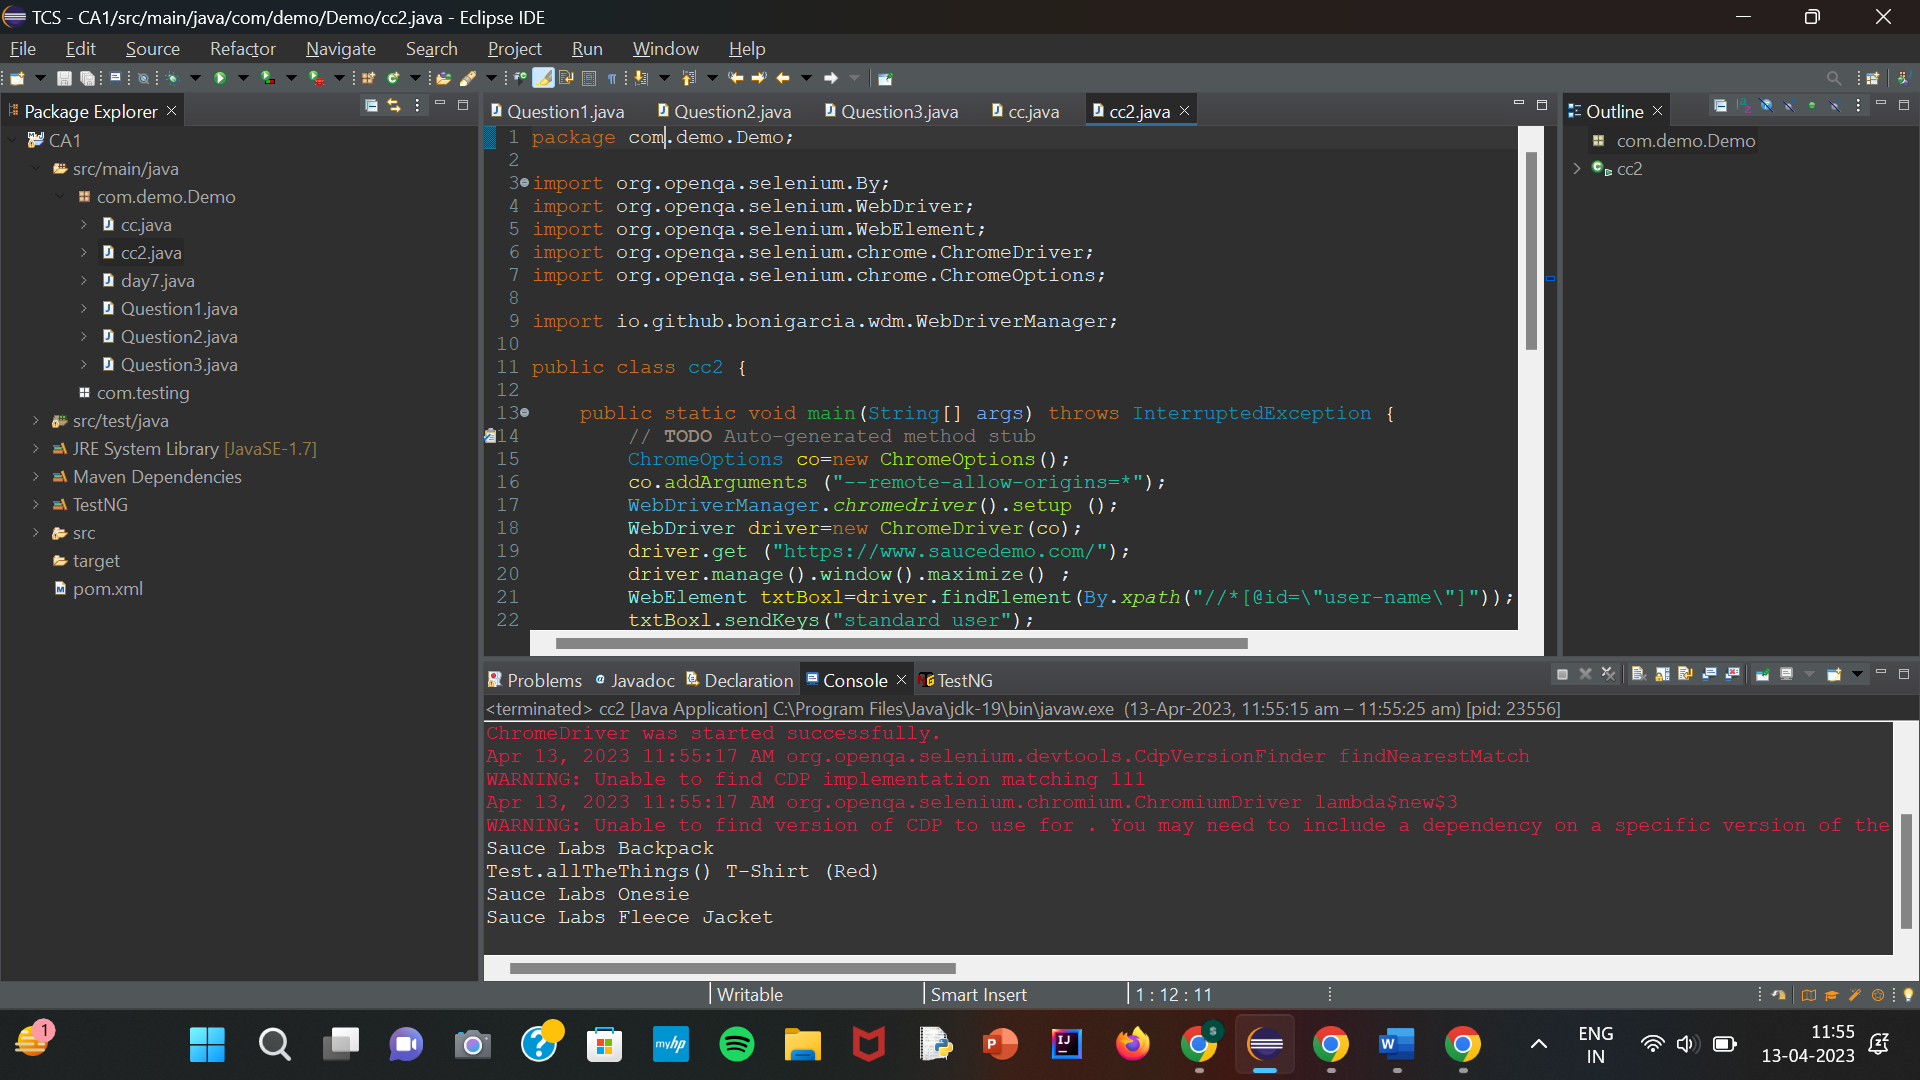 TCS - CA1/src/main/java/com/demo/Demo/cc2.java - Eclipse IDE
File Edit Source Refactor Navigate Search Project Run Window Help
Package Explorer
CA1
src/main/java
com.demo.Demo
cc.java
cc2.java
day7.java
Question1.java
Question2.java
Question3.java
com.testing
src/test/java
JRE System Library [JavaSE-1.7]
Maven Dependencies
TestNG
src
target
pom.xml
Question1.java Question2.java Question3.java cc.java cc2.java
1 package com.demo.Demo;
2
3 import org.openqa.selenium.By;
4 import org.openqa.selenium.WebDriver;
5 import org.openqa.selenium.WebElement;
6 import org.openqa.selenium.chrome.ChromeDriver;
7 import org.openqa.selenium.chrome.ChromeOptions;
8
9 import io.github.bonigarcia.wdm.WebDriverManager;
10
11 public class cc2 {
12
13 public static void main(String[] args) throws InterruptedException {
14 // TODO Auto-generated method stub
15 ChromeOptions co=new ChromeOptions();
16 co.addArguments ("--remote-allow-origins=*");
17 WebDriverManager.chromedriver().setup ();
18 WebDriver driver=new ChromeDriver(co);
19 driver.get ("https://www.saucedemo.com/");
20 driver.manage().window().maximize() ;
21 WebElement txtBoxl=driver.findElement(By.xpath("//*[@id=\"user-name\"]"));
22 txtBoxl.sendKeys("standard_user");
Outline
com.demo.Demo
cc2
Problems Javadoc Declaration Console TestNG
<terminated> cc2 [Java Application] C:\Program Files\Java\jdk-19\bin\javaw.exe (13-Apr-2023, 11:55:15 am – 11:55:25 am) [pid: 23556]
ChromeDriver was started successfully.
Apr 13, 2023 11:55:17 AM org.openqa.selenium.devtools.CdpVersionFinder findNearestMatch
WARNING: Unable to find CDP implementation matching 111
Apr 13, 2023 11:55:17 AM org.openqa.selenium.chromium.ChromiumDriver lambda$new$3
WARNING: Unable to find version of CDP to use for . You may need to include a dependency on a specific version of the
Sauce Labs Backpack
Test.allTheThings() T-Shirt (Red)
Sauce Labs Onesie
Sauce Labs Fleece Jacket
Writable Smart Insert 1 : 12 : 11
1
myhp
P
IJ
S
W
ENG
IN
11:55
13-04-2023